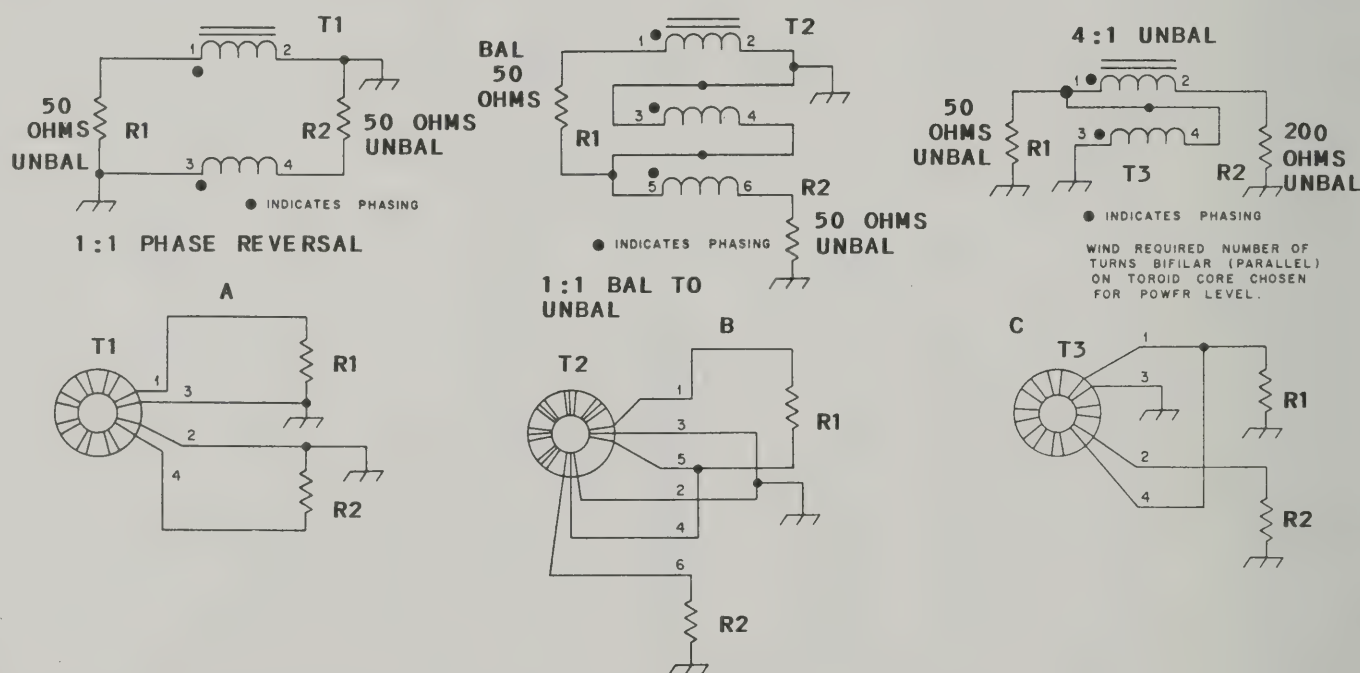 T1
1
2
50
OHMS
UNBAL
R1
R2
50 OHMS
UNBAL
3
4
● INDICATES PHASING
1:1 PHASE REVERSAL
A
T1
1
3
2
4
R1
R2
T2
BAL
50
OHMS
1
2
R1
3
4
5
6
R2
50 OHMS
UNBAL
● INDICATES PHASING
1:1 BAL TO
UNBAL
B
T2
1
3
5
2
4
6
R1
R2
4:1 UNBAL
1
2
50
OHMS
UNBAL
R1
3
4
T3
R2
200
OHMS
UNBAL
● INDICATES PHASING
WIND REQUIRED NUMBER OF
TURNS BIFILAR (PARALLEL)
ON TOROID CORE CHOSEN
FOR POWFR LEVEL.
C
T3
1
3
2
4
R1
R2